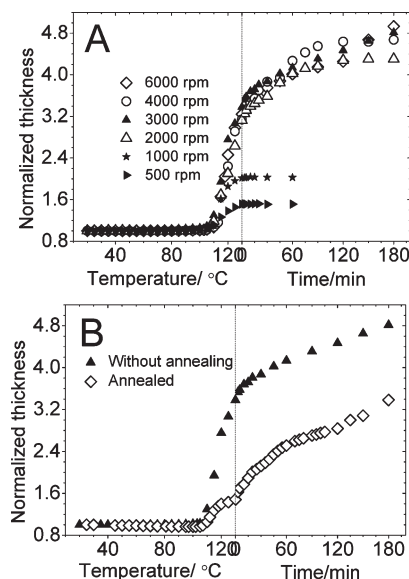 A
Normalized thickness
4.8
4.0
3.2
2.4
1.6
0.8
6000 rpm
4000 rpm
3000 rpm
2000 rpm
1000 rpm
500 rpm
40 80 120 0 60 120 180
Temperature/ °C Time/min
B
Normalized thickness
4.8
4.0
3.2
2.4
1.6
0.8
Without annealing
Annealed
40 80 120 0 60 120 180
Temperature/ °C Time/min